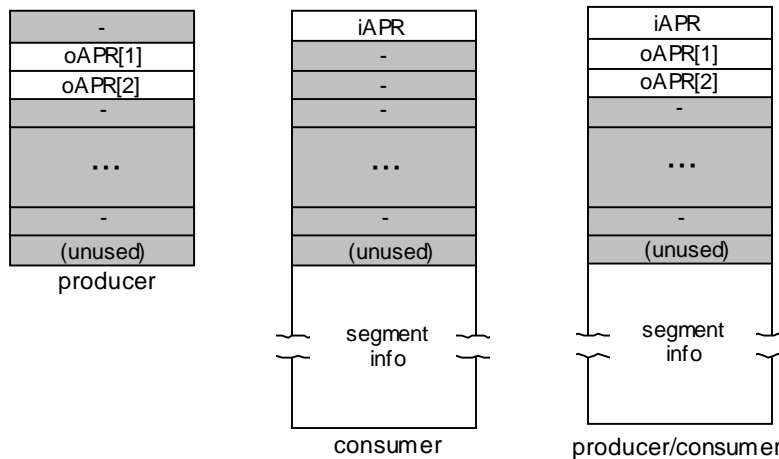 -
oAPR[1]
oAPR[2]
-
...
-
(unused)
producer
iAPR
-
-
-
...
-
(unused)
segment
info
consumer
iAPR
oAPR[1]
oAPR[2]
-
...
-
(unused)
segment
info
producer/consumer